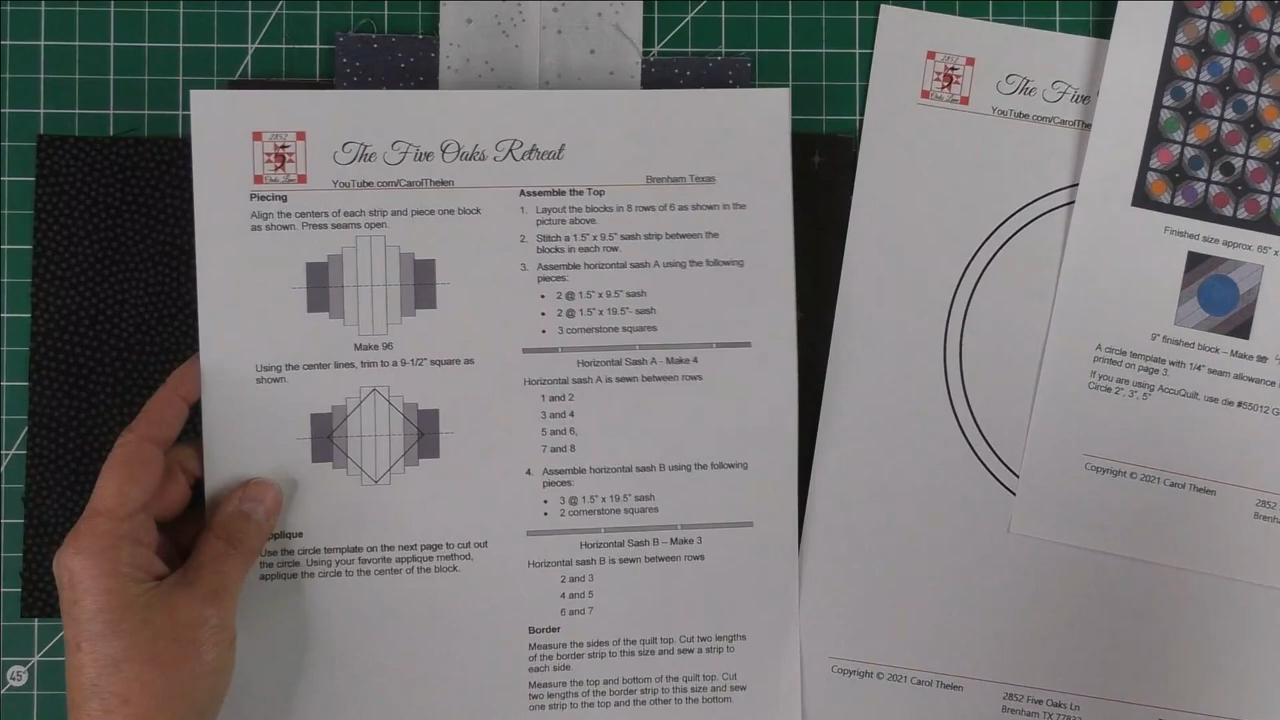 2852
Oaks Lane
The Five Oaks Retreat
YouTube.com/CarolThelen
Brenham Texas
Piecing
Align the centers of each strip and piece one block
as shown. Press seams open.
Make 96
Using the center lines, trim to a 9-1/2" square as
shown.
pplique
Use the circle template on the next page to cut out
the circle. Using your favorite applique method,
applique the circle to the center of the block.
Assemble the Top
1. Layout the blocks in 8 rows of 6 as shown in the
picture above.
2. Stitch a 1.5" x 9.5" sash strip between the
blocks in each row.
3. Assemble horizontal sash A using the following
pieces:
• 2 @ 1.5" x 9.5" sash
• 2 @ 1.5" x 19.5"- sash
• 3 cornerstone squares
Horizontal Sash A - Make 4
Horizontal sash A is sewn between rows
1 and 2
3 and 4
5 and 6,
7 and 8
4. Assemble horizontal sash B using the following
pieces:
• 3 @ 1.5" x 19.5" sash
• 2 cornerstone squares
Horizontal Sash B – Make 3
Horizontal sash B is sewn between rows
2 and 3
4 and 5
6 and 7
Border
Measure the sides of the quilt top. Cut two lengths
of the border strip to this size and sew a strip to
each side.
Measure the top and bottom of the quilt top. Cut
two lengths of the border strip to this size and sew
one strip to the top and the other to the bottom.
2852
Oaks Lane
The Five
YouTube.com/CarolThe
Copyright © 2021 Carol Thelen
2852 Five Oaks Ln
Brenham TX 77833
Finished size approx. 65" x
9" finished block – Make
A circle template with 1/4" seam allowance
printed on page 3.
If you are using AccuQuilt, use die #55012 G
Circle 2", 3", 5"
Copyright © 2021 Carol Thelen
2852
Brenh
45°